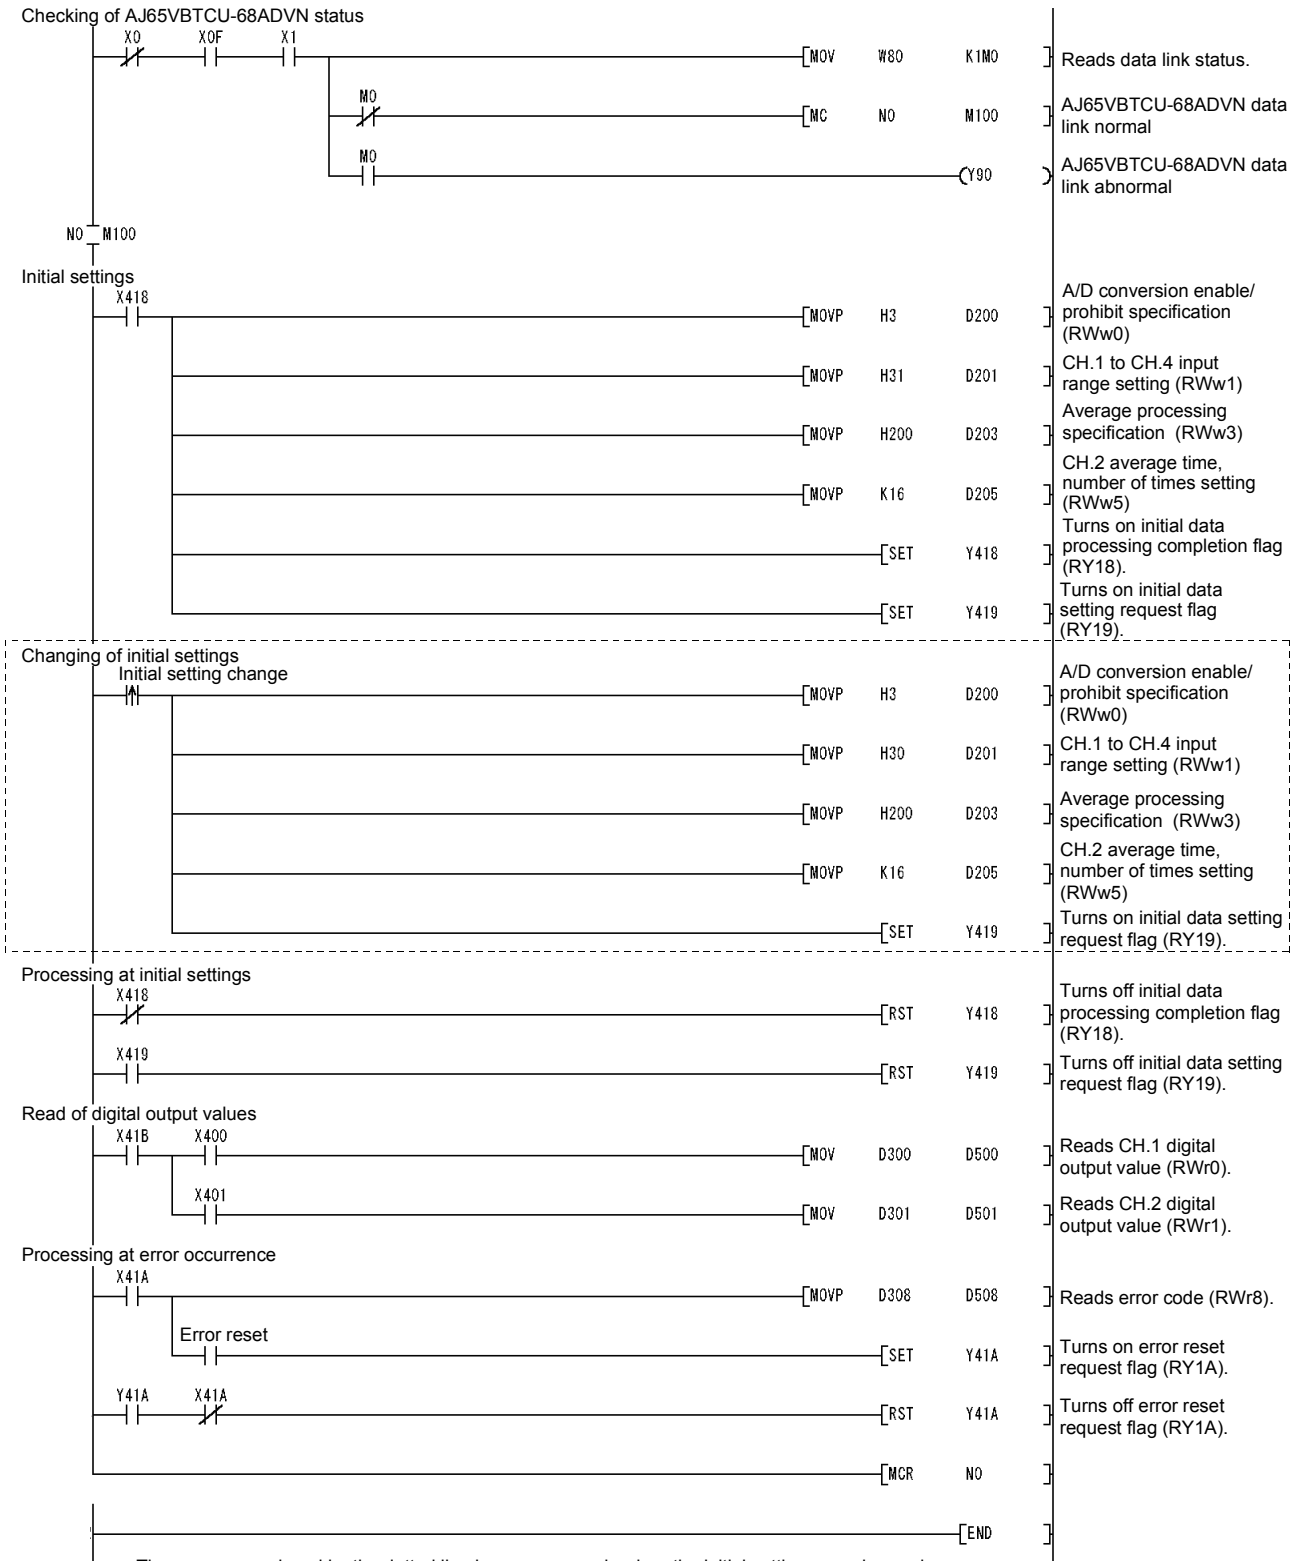 Checking of AJ65VBTCU-68ADVN status
X0 X0F X1
MOV W80 K1M0
Reads data link status.
M0
MC N0 M100
AJ65VBTCU-68ADVN data
link normal
M0
Y90
AJ65VBTCU-68ADVN data
link abnormal
N0 M100
Initial settings
X418
MOVP H3 D200
A/D conversion enable/
prohibit specification
(RWw0)
MOVP H31 D201
CH.1 to CH.4 input
range setting (RWw1)
MOVP H200 D203
Average processing
specification (RWw3)
MOVP K16 D205
CH.2 average time,
number of times setting
(RWw5)
SET Y418
Turns on initial data
processing completion flag
(RY18).
SET Y419
Turns on initial data
setting request flag
(RY19).
Changing of initial settings
Initial setting change
MOVP H3 D200
A/D conversion enable/
prohibit specification
(RWw0)
MOVP H30 D201
CH.1 to CH.4 input
range setting (RWw1)
MOVP H200 D203
Average processing
specification (RWw3)
MOVP K16 D205
CH.2 average time,
number of times setting
(RWw5)
SET Y419
Turns on initial data setting
request flag (RY19).
Processing at initial settings
X418
RST Y418
Turns off initial data
processing completion flag
(RY18).
X419
RST Y419
Turns off initial data setting
request flag (RY19).
Read of digital output values
X41B X400
MOV D300 D500
Reads CH.1 digital
output value (RWr0).
X401
MOV D301 D501
Reads CH.2 digital
output value (RWr1).
Processing at error occurrence
X41A
MOVP D308 D508
Reads error code (RWr8).
Error reset
SET Y41A
Turns on error reset
request flag (RY1A).
Y41A X41A
RST Y41A
Turns off error reset
request flag (RY1A).
MCR N0
END